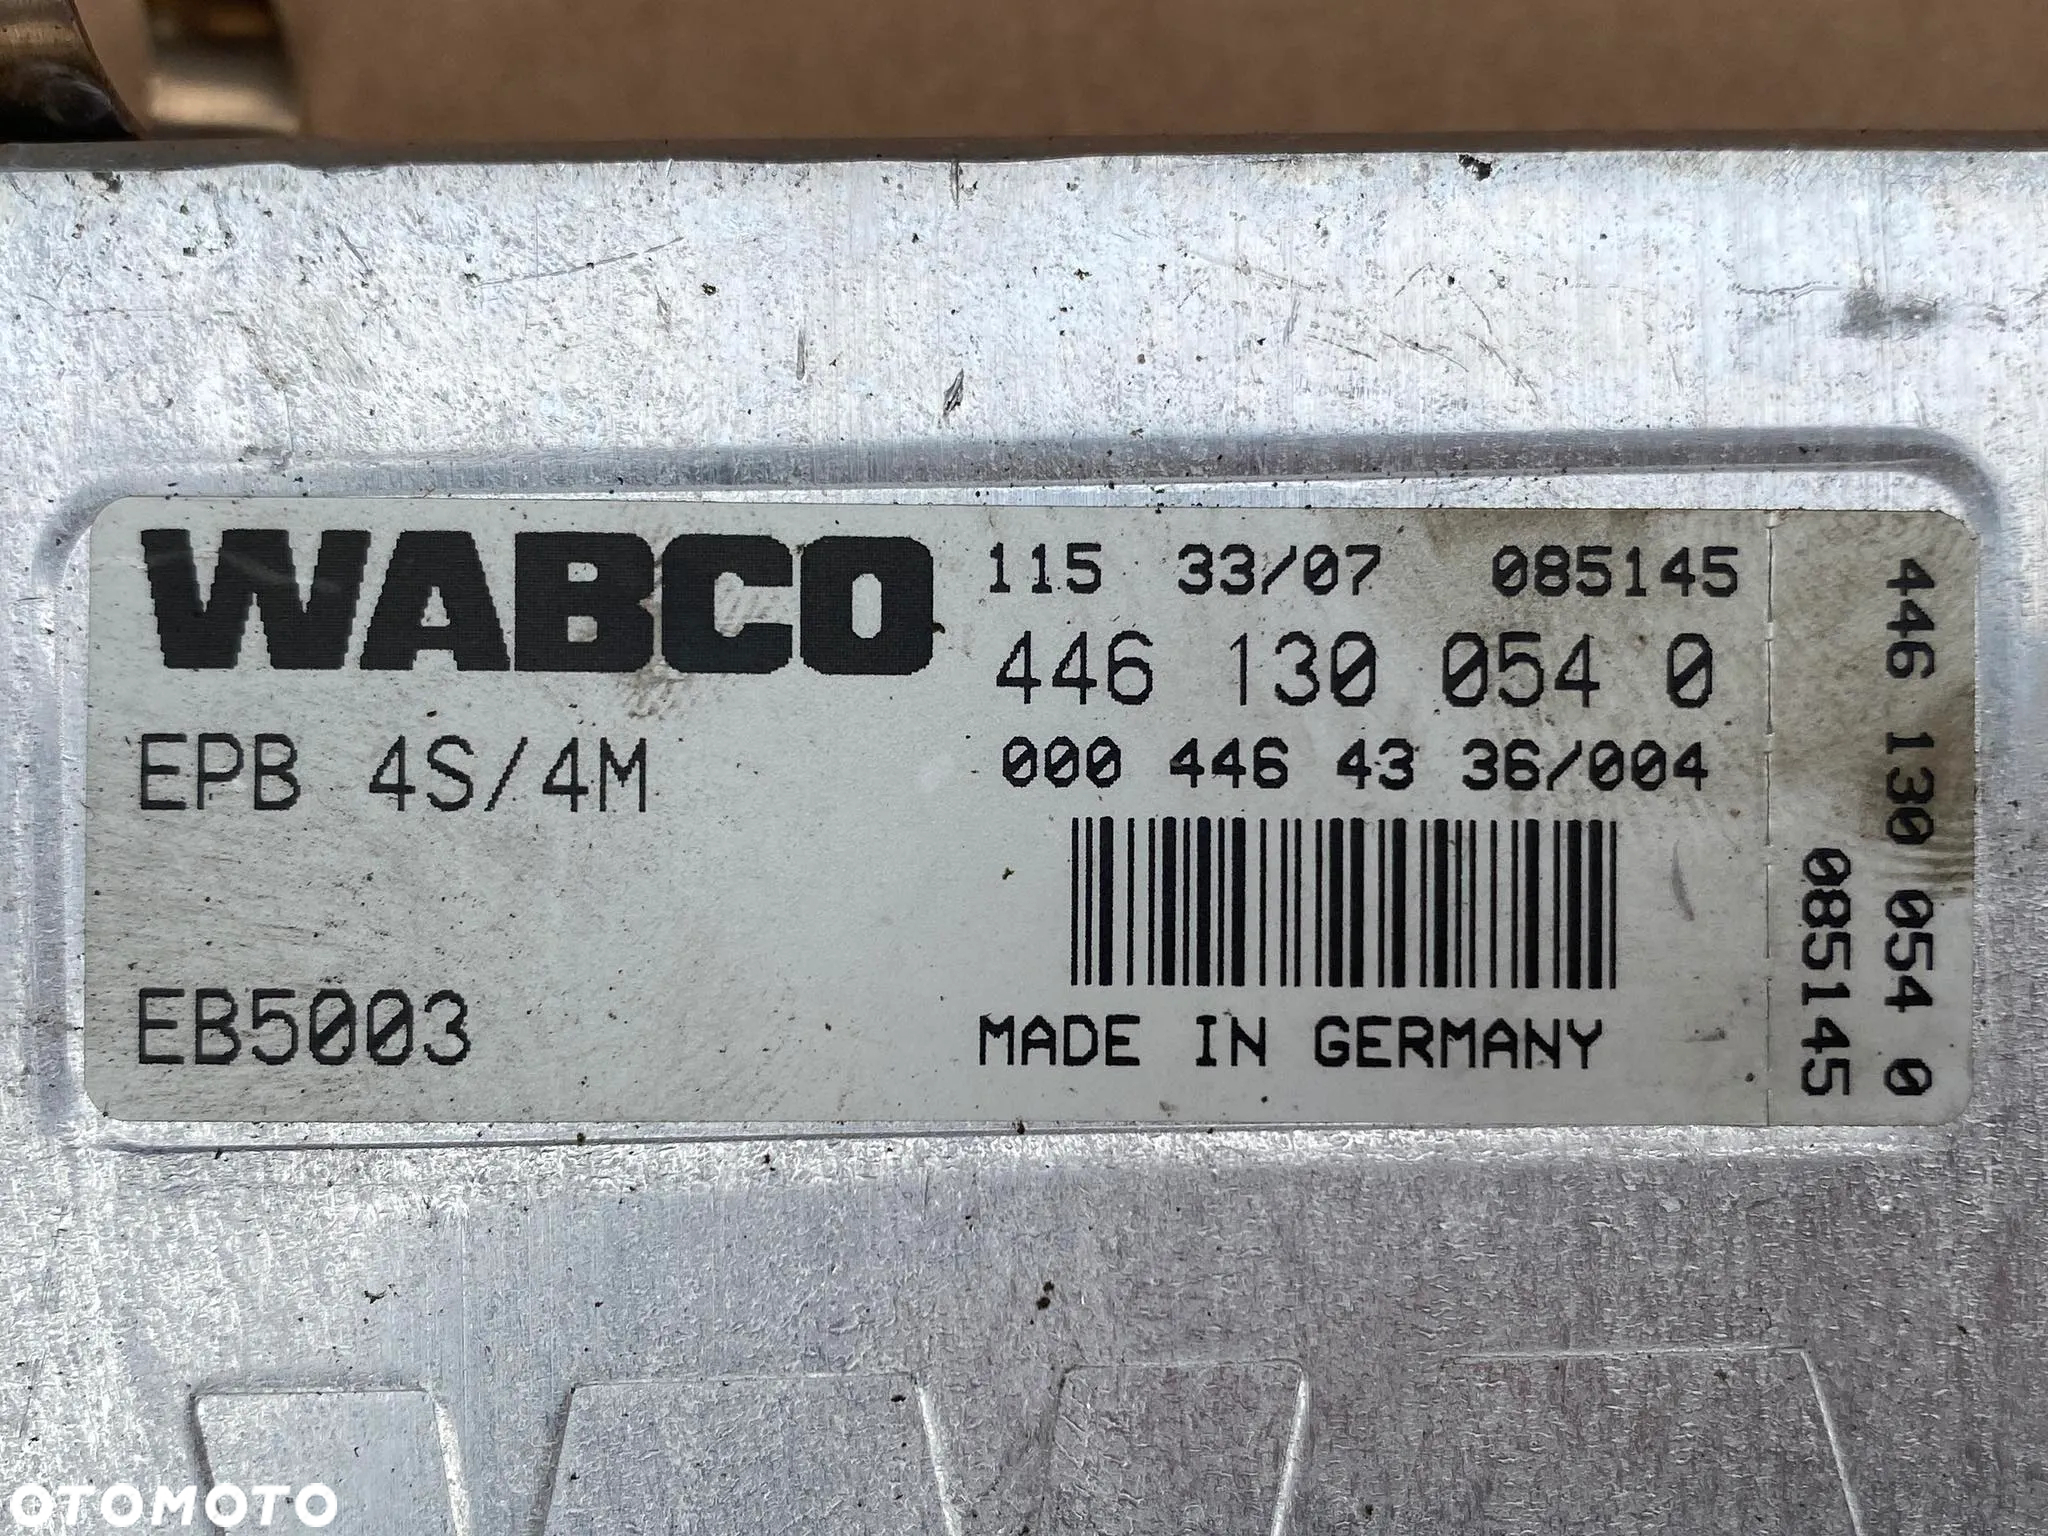 WABCO
115 33/07 085145
446 130 054 0
EPB 4S/4M
000 446 43 36/004
EB5003
MADE IN GERMANY
446 130 054 0
085145
OTOMOTO